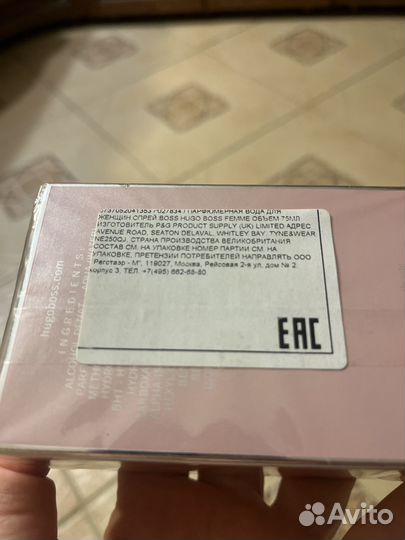 ПАРФЮМЕРНАЯ ВОДА ДЛЯ
ЖЕНЩИН СПРЕЙ BOSS HUGO BOSS FEMME ОБЪЕМ 75МЛ
ИЗГОТОВИТЕЛЬ P&G PRODUCT SUPPLY (UK) LIMITED АДРЕС
AVENUE ROAD, SEATON DELAVAL, WHITLEY BAY, TYNE&WEAR
NE250QJ, СТРАНА ПРОИЗВОДСТВА ВЕЛИКОБРИТАНИЯ
СОСТАВ СМ. НА УПАКОВКЕ НОМЕР ПАРТИИ СМ. НА
УПАКОВКЕ, ПРЕТЕНЗИИ ПОТРЕБИТЕЛЕЙ НАПРАВЛЯТЬ ООО
М", 119027, Москва, Рейсовая 2-я ул, дом № 2,
корпус 3, ТЕЛ. +7(495) 662-68-80
EAC
hugoboss.com
INGREDIENTS
Avito